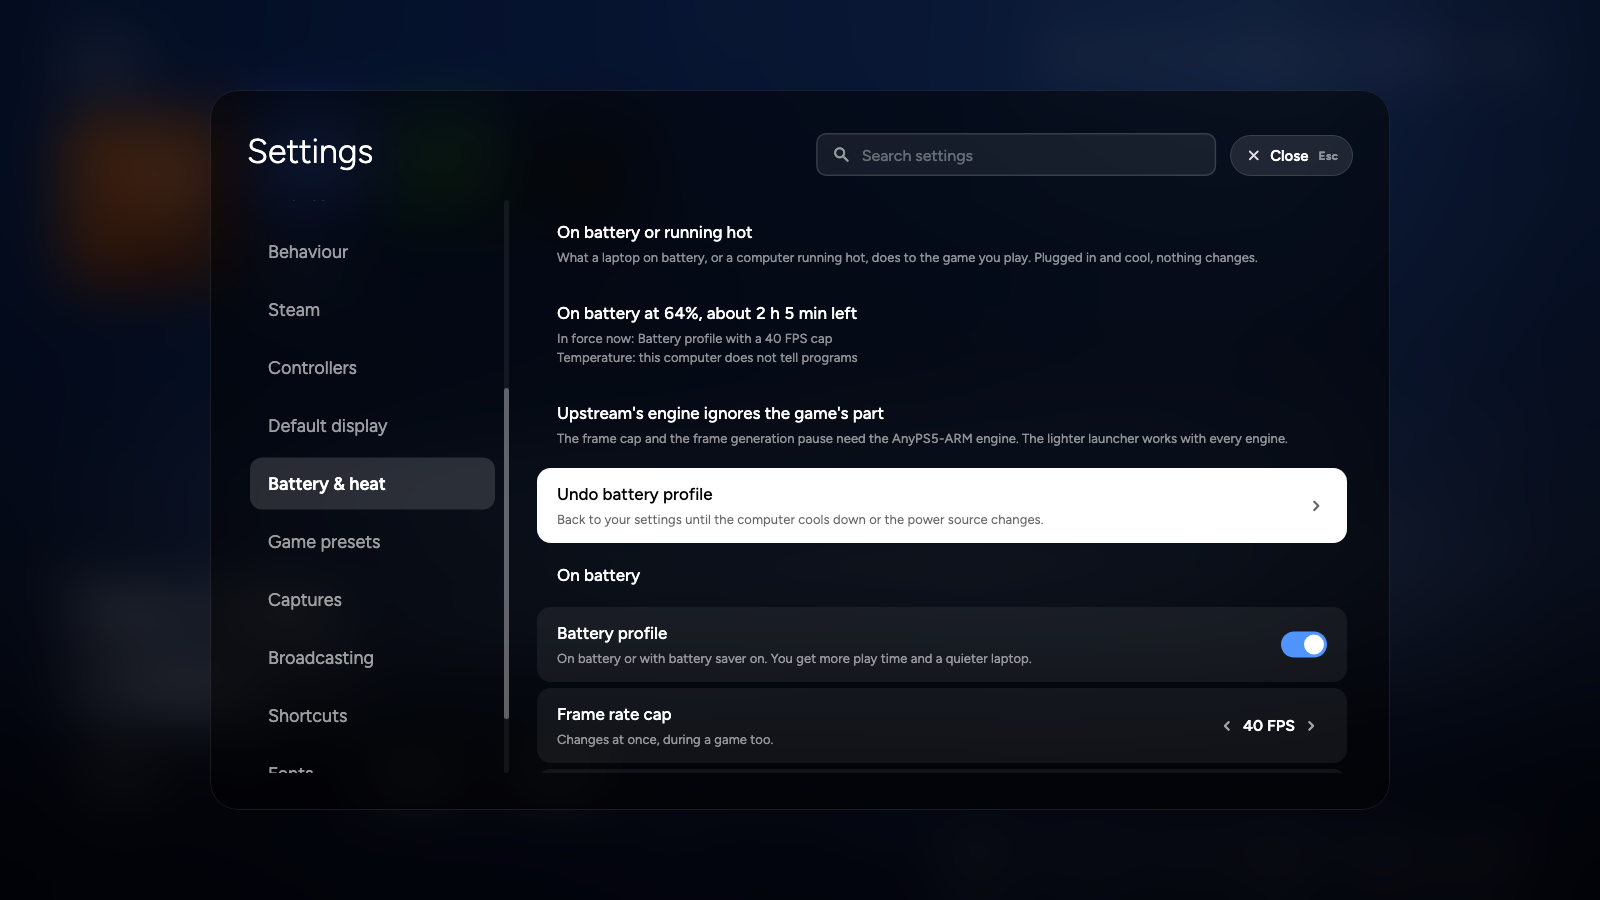 Settings
Search settings
Close Esc
Behaviour
Steam
Controllers
Default display
Battery & heat
Game presets
Captures
Broadcasting
Shortcuts
Fonts
On battery or running hot
What a laptop on battery, or a computer running hot, does to the game you play. Plugged in and cool, nothing changes.
On battery at 64%, about 2 h 5 min left
In force now: Battery profile with a 40 FPS cap
Temperature: this computer does not tell programs
Upstream's engine ignores the game's part
The frame cap and the frame generation pause need the AnyPS5-ARM engine. The lighter launcher works with every engine.
Undo battery profile
Back to your settings until the computer cools down or the power source changes.
On battery
Battery profile
On battery or with battery saver on. You get more play time and a quieter laptop.
Frame rate cap
Changes at once, during a game too.
40 FPS